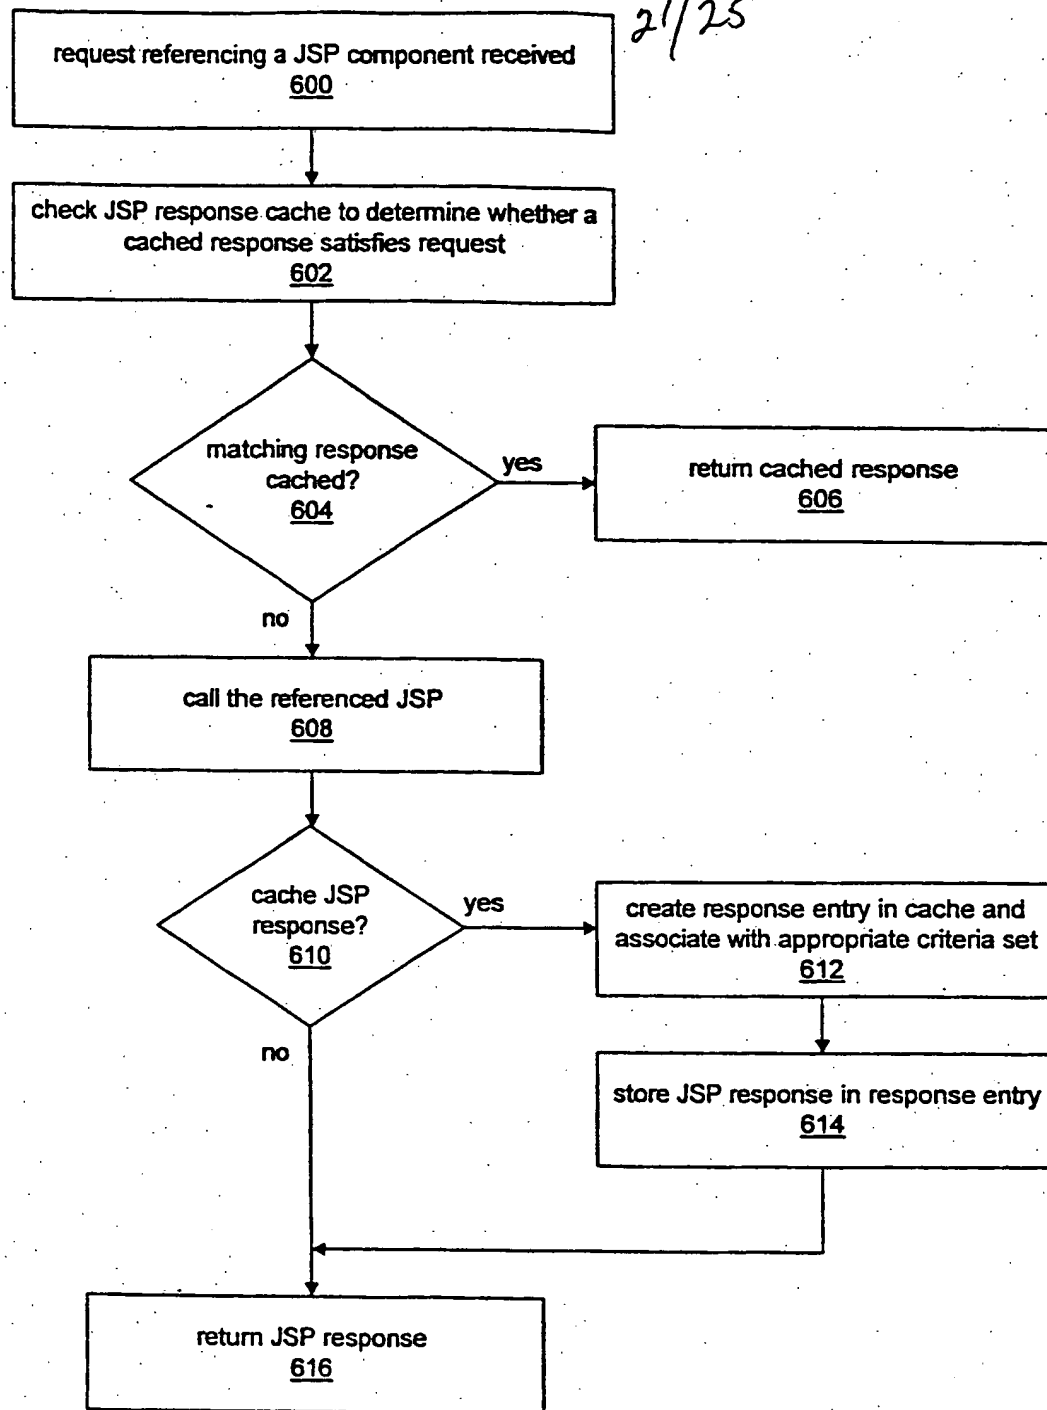 21/25
request referencing a JSP component received
600
check JSP response cache to determine whether a
cached response satisfies request
602
matching response
cached?
604
yes
return cached response
606
no
call the referenced JSP
608
cache JSP
response?
610
yes
create response entry in cache and
associate with appropriate criteria set
612
no
store JSP response in response entry
614
return JSP response
616